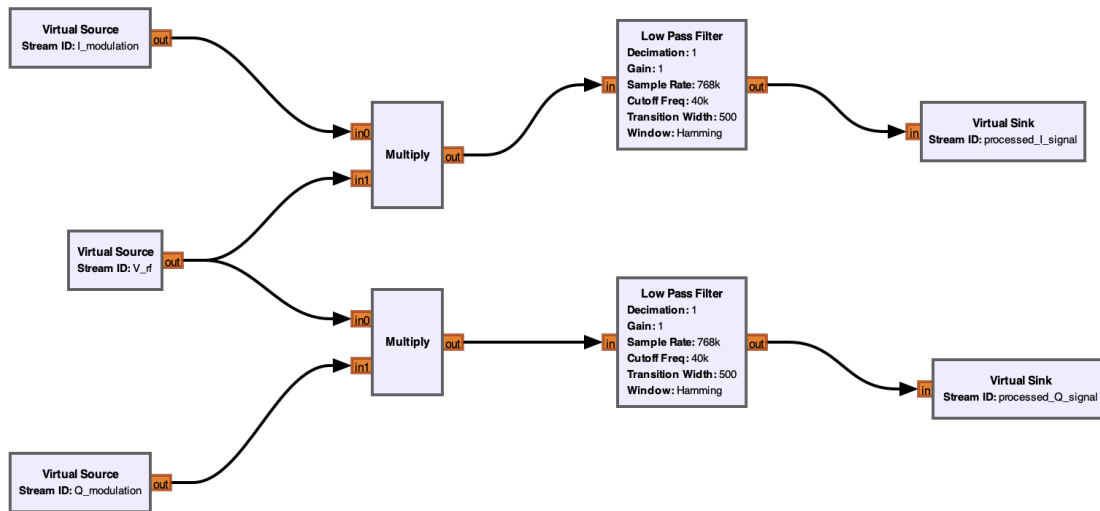 Virtual Source
Stream ID: I_modulation
out
in0
in1
Multiply
out
Low Pass Filter
Decimation: 1
Gain: 1
Sample Rate: 768k
Cutoff Freq: 40k
Transition Width: 500
Window: Hamming
in
out
in
Virtual Sink
Stream ID: processed_I_signal
Virtual Source
Stream ID: V_rf
out
in0
in1
Multiply
out
Low Pass Filter
Decimation: 1
Gain: 1
Sample Rate: 768k
Cutoff Freq: 40k
Transition Width: 500
Window: Hamming
in
out
in
Virtual Sink
Stream ID: processed_Q_signal
Virtual Source
Stream ID: Q_modulation
out